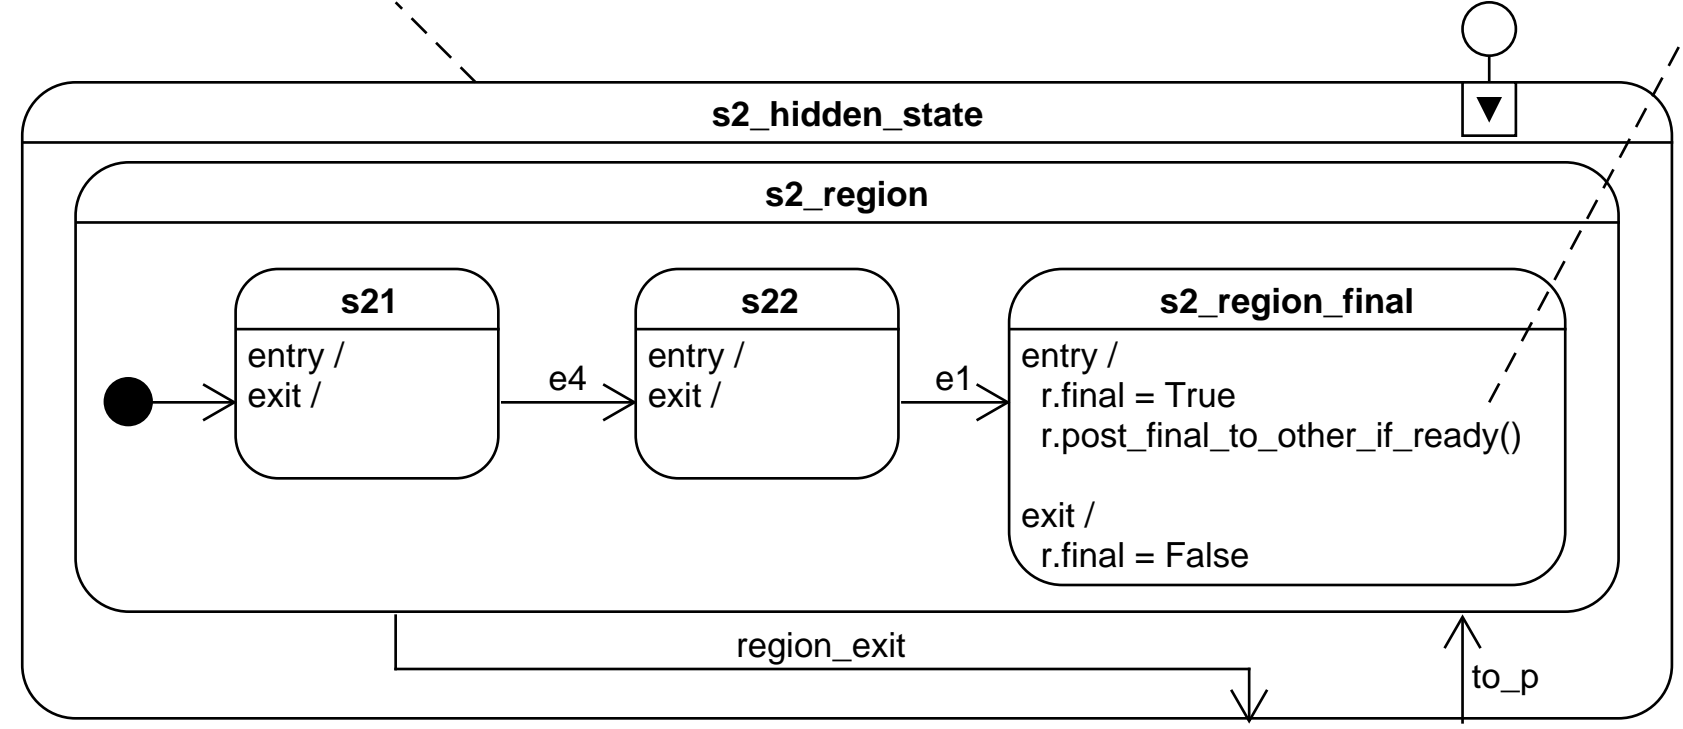 s2_hidden_state
s2_region
s21
entry /
exit /
e4
s22
entry /
exit /
e1
s2_region_final
entry /
r.final = True
r.post_final_to_other_if_ready()
exit /
r.final = False
region_exit
to_p